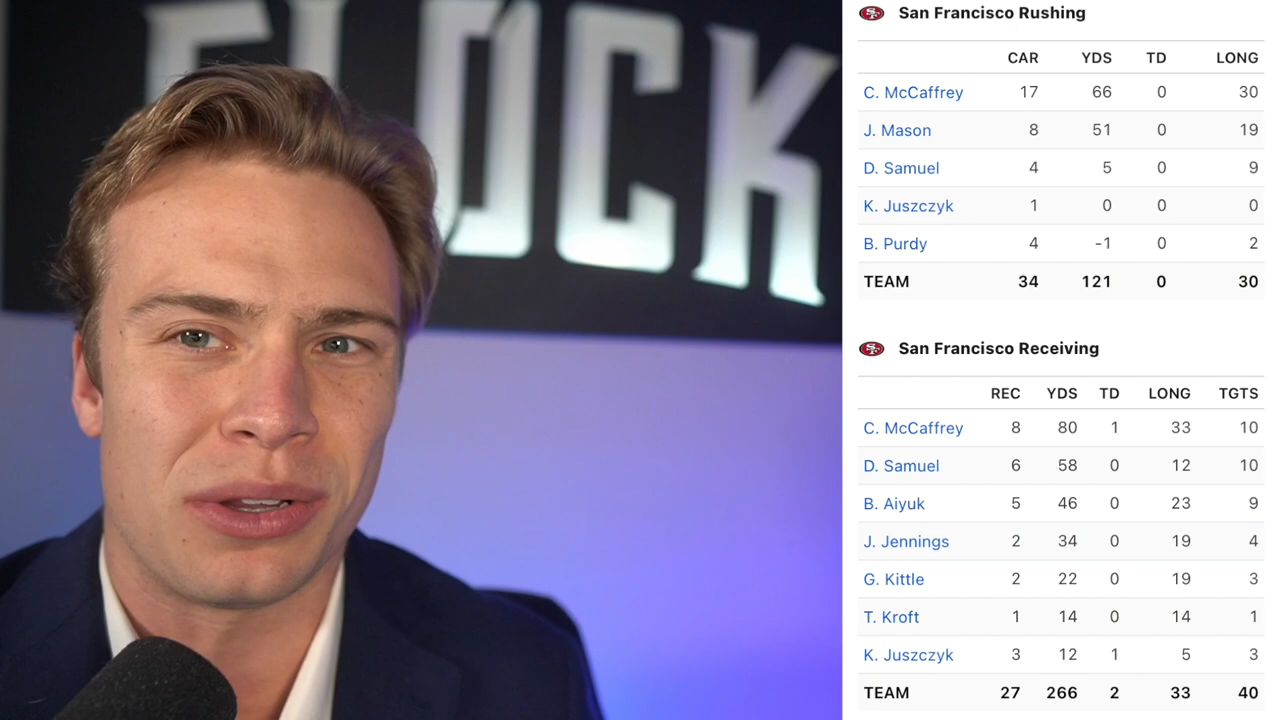 FLOCK
San Francisco Rushing
CAR YDS TD LONG
C. McCaffrey 17 66 0 30
J. Mason 8 51 0 19
D. Samuel 4 5 0 9
K. Juszczyk 1 0 0 0
B. Purdy 4 -1 0 2
TEAM 34 121 0 30
San Francisco Receiving
REC YDS TD LONG TGTS
C. McCaffrey 8 80 1 33 10
D. Samuel 6 58 0 12 10
B. Aiyuk 5 46 0 23 9
J. Jennings 2 34 0 19 4
G. Kittle 2 22 0 19 3
T. Kroft 1 14 0 14 1
K. Juszczyk 3 12 1 5 3
TEAM 27 266 2 33 40